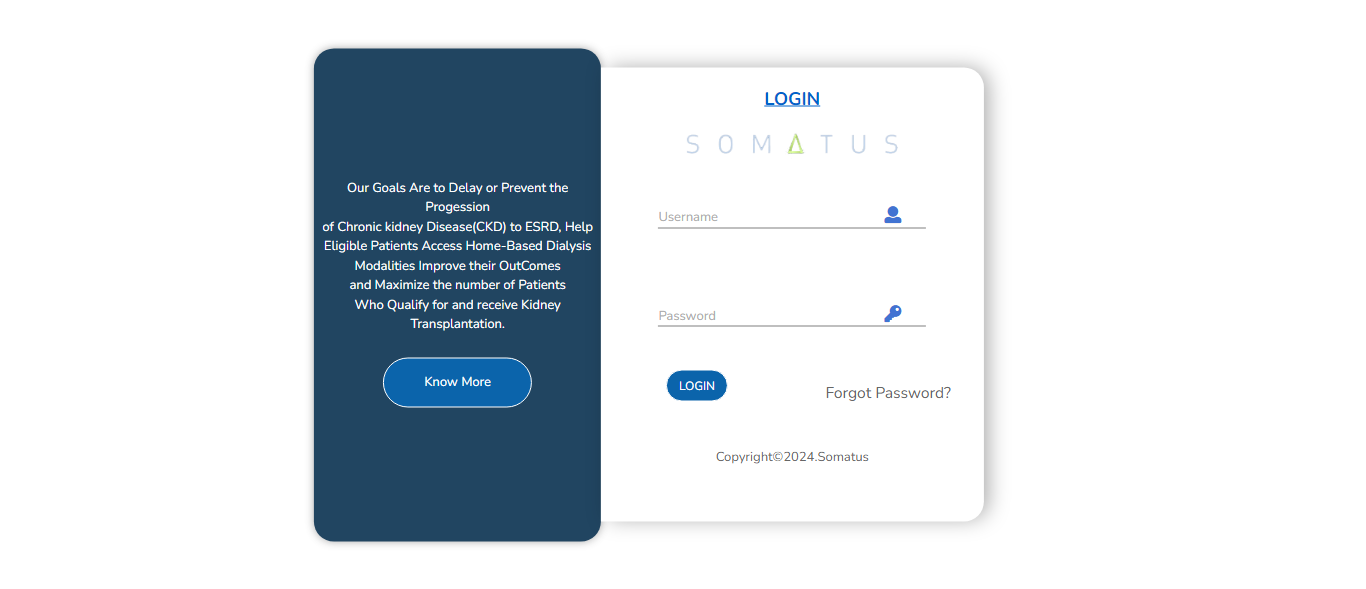 Our Goals Are to Delay or Prevent the
Progession
of Chronic kidney Disease(CKD) to ESRD, Help
Eligible Patients Access Home-Based Dialysis
Modalities Improve their OutComes
and Maximize the number of Patients
Who Qualify for and receive Kidney
Transplantation.
Know More
LOGIN
SOMATUS
Username
Password
LOGIN
Forgot Password?
Copyright©2024.Somatus